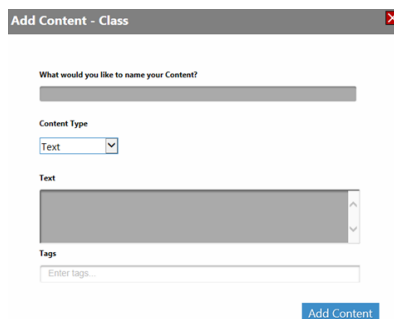 Add Content - Class
What would you like to name your Content?
Content Type
Text
Text
Tags
Enter tags...
Add Content